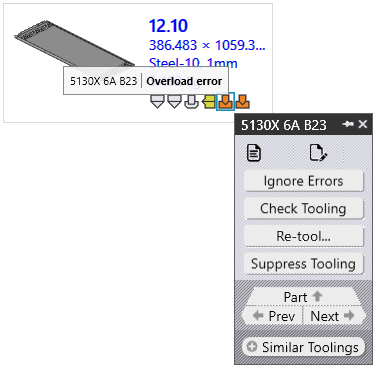 12.10
386.483 × 1059.3...
Steel-10, 1mm
5130X 6A B23 Overload error
5130X 6A B23
Ignore Errors
Check Tooling
Re-tool...
Suppress Tooling
Part
Prev Next
Similar Toolings